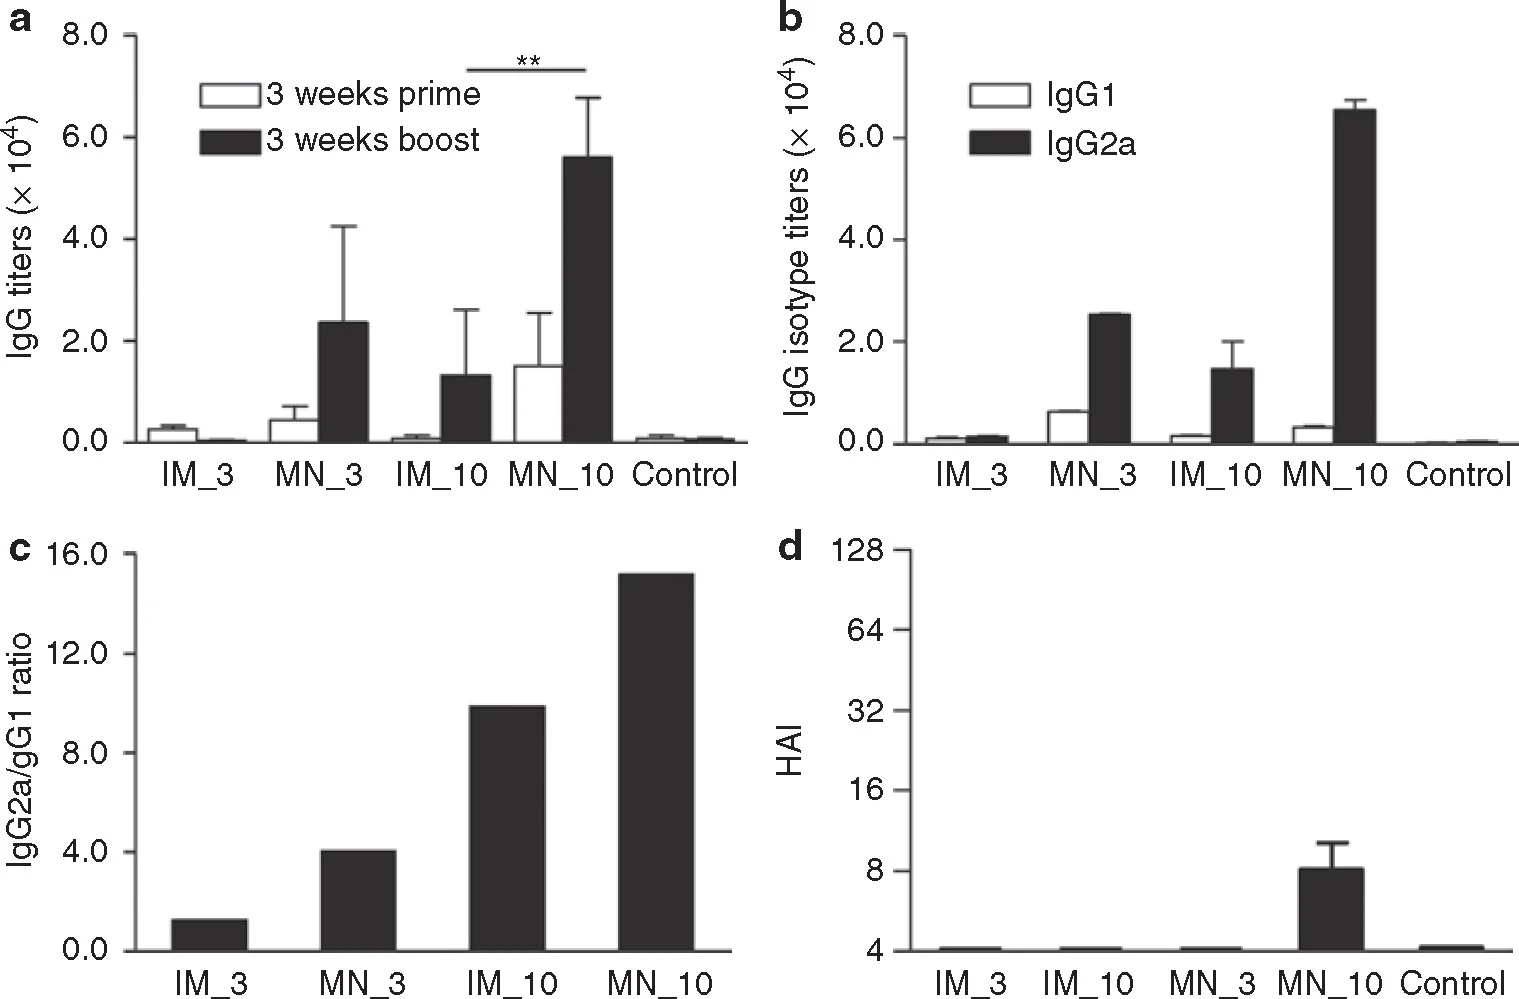 a
8.0
6.0
4.0
2.0
0.0
IgG titers (× 10⁴)
3 weeks prime
3 weeks boost
**
IM_3 MN_3 IM_10 MN_10 Control
b
8.0
6.0
4.0
2.0
0.0
IgG isotype titers (× 10⁴)
IgG1
IgG2a
IM_3 MN_3 IM_10 MN_10 Control
c
16.0
12.0
8.0
4.0
0.0
IgG2a/gG1 ratio
IM_3 MN_3 IM_10 MN_10
d
128
64
32
16
8
4
HAI
IM_3 IM_10 MN_3 MN_10 Control